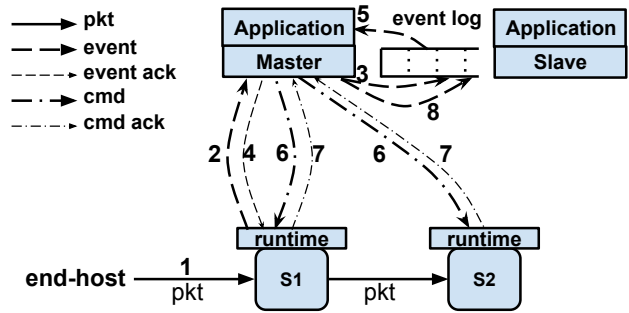 pkt
event
event ack
cmd
cmd ack
Application
Master
5
event log
Application
Slave
3
8
2
4
6
7
6
7
runtime
runtime
end-host
1
pkt
S1
pkt
S2